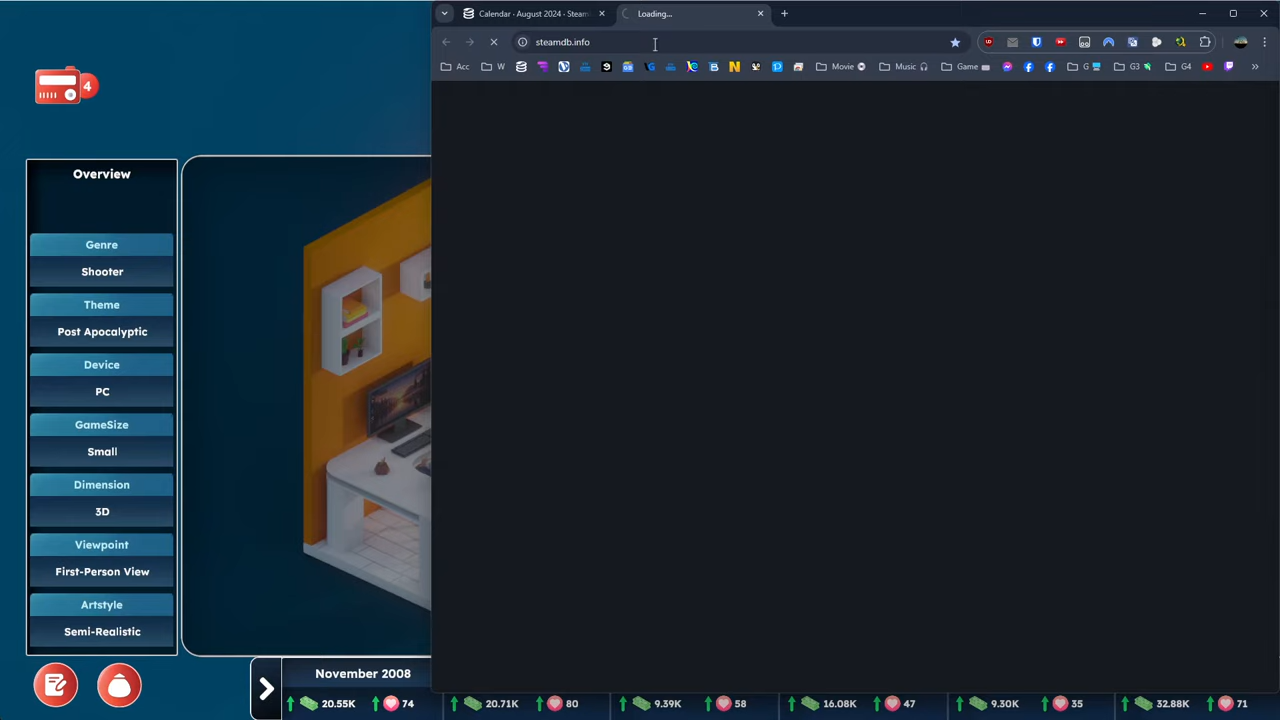 Calendar · August 2024 · Steam
Loading...
steamdb.info
Acc
W
Movie
Music
Game
G
G3
G4
4
Overview
Genre
Shooter
Theme
Post Apocalyptic
Device
PC
GameSize
Small
Dimension
3D
Viewpoint
First-Person View
Artstyle
Semi-Realistic
November 2008
20.55K 74
20.71K 80
9.39K 58
16.08K 47
9.30K 35
32.88K 71